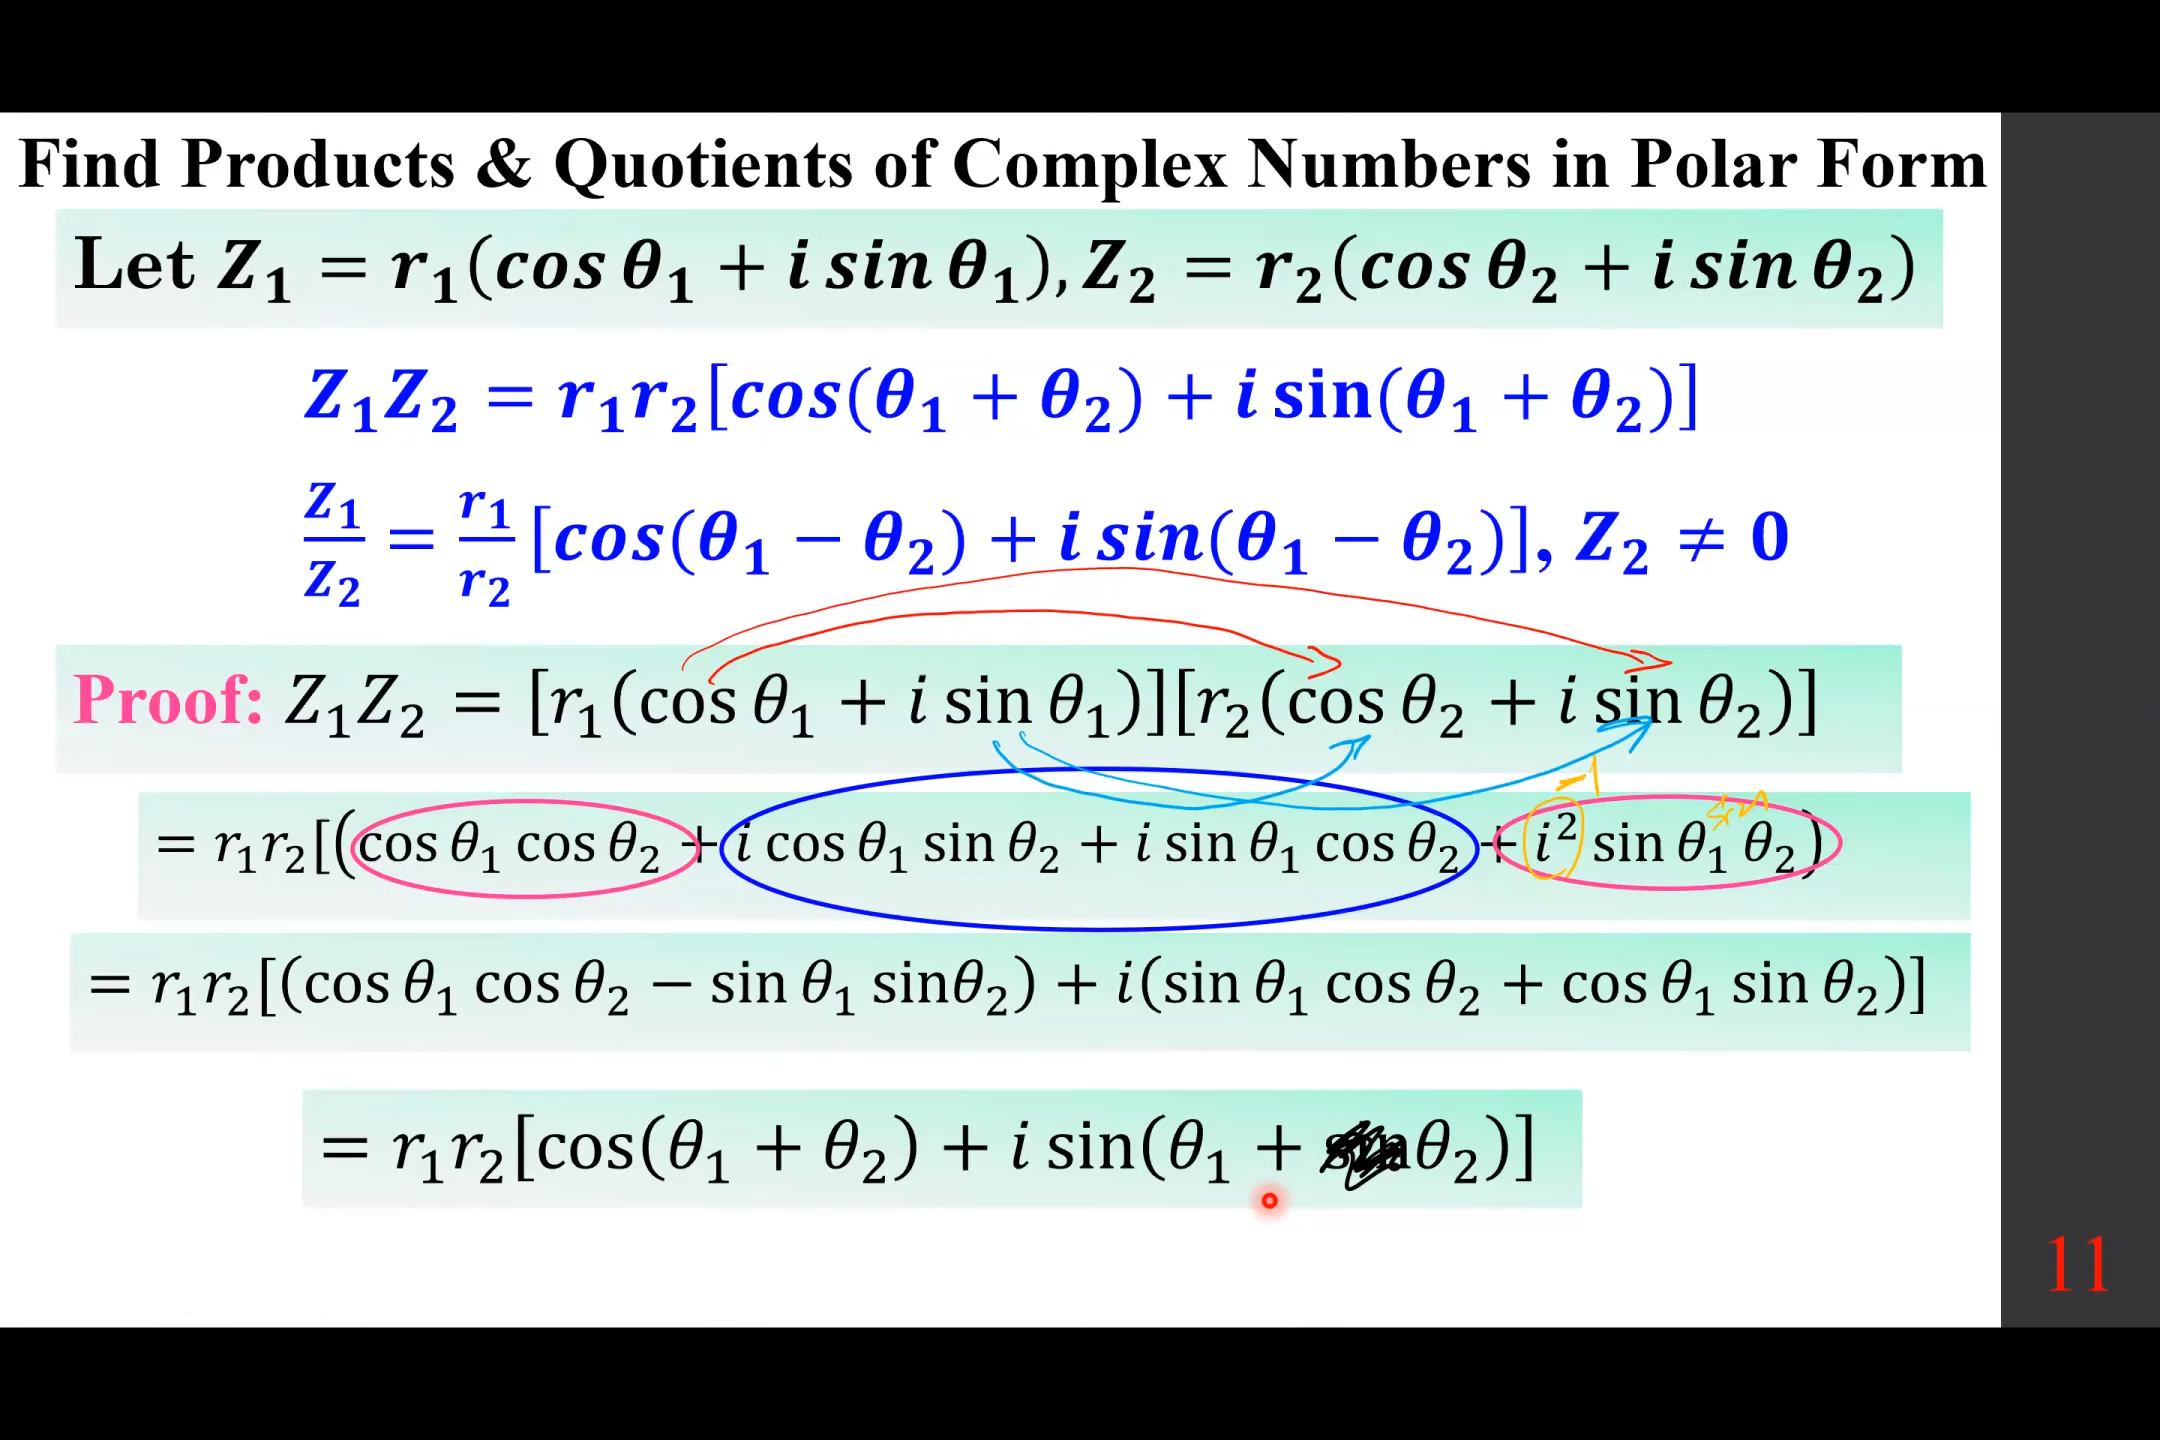 Find Products & Quotients of Complex Numbers in Polar Form
Let Z₁ = r₁(cos θ₁ + i sin θ₁), Z₂ = r₂(cos θ₂ + i sin θ₂)
Z₁Z₂ = r₁r₂[cos(θ₁ + θ₂) + i sin(θ₁ + θ₂)]
Z₁/Z₂ = r₁/r₂ [cos(θ₁ − θ₂) + i sin(θ₁ − θ₂)], Z₂ ≠ 0
Proof: Z₁Z₂ = [r₁(cos θ₁ + i sin θ₁)][r₂(cos θ₂ + i sin θ₂)]
−1
sin
= r₁r₂[(cos θ₁ cos θ₂ + i cos θ₁ sin θ₂ + i sin θ₁ cos θ₂ + i² sin θ₁ θ₂)
= r₁r₂[(cos θ₁ cos θ₂ − sin θ₁ sinθ₂) + i(sin θ₁ cos θ₂ + cos θ₁ sin θ₂)]
= r₁r₂[cos(θ₁ + θ₂) + i sin(θ₁ + θ₂)]
11